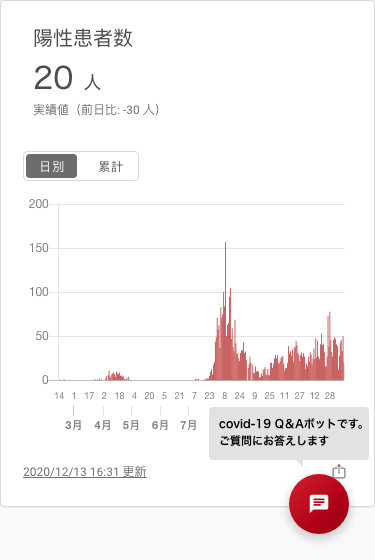 陽性患者数
20 人
実績値（前日比: -30 人）
日別 累計
200
150
100
50
0
14 1 17 2 18 4 20 5 21 7 23 8 24 9 25 11 27 12 28
3月 4月 5月 6月 7月
covid-19 Q&Aボットです。
ご質問にお答えします
2020/12/13 16:31 更新